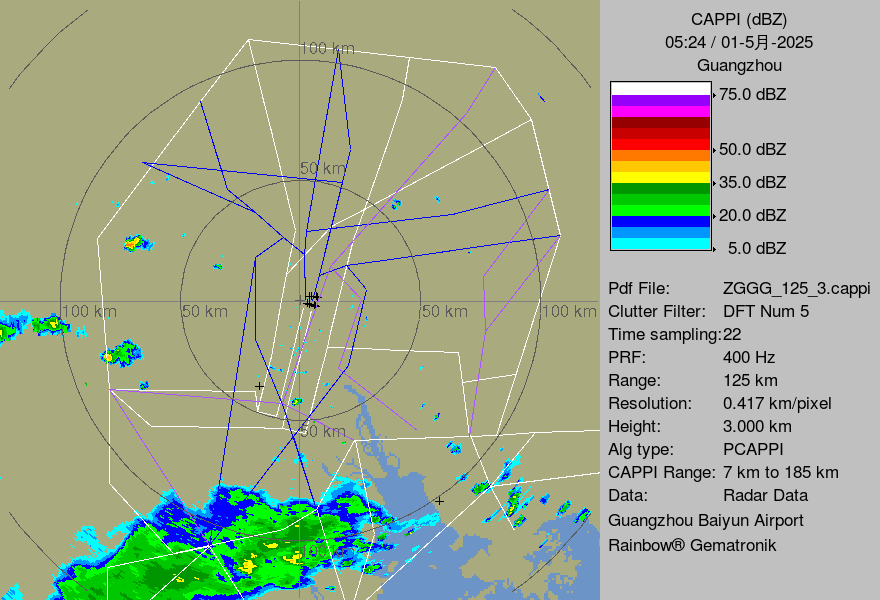 CAPPI (dBZ)
05:24 / 01-5月-2025
Guangzhou
75.0 dBZ
50.0 dBZ
35.0 dBZ
20.0 dBZ
5.0 dBZ
Pdf File: ZGGG_125_3.cappi
Clutter Filter: DFT Num 5
Time sampling:22
PRF: 400 Hz
Range: 125 km
Resolution: 0.417 km/pixel
Height: 3.000 km
Alg type: PCAPPI
CAPPI Range: 7 km to 185 km
Data: Radar Data
Guangzhou Baiyun Airport
Rainbow® Gematronik
100 km
50 km
100 km
50 km
50 km
100 km
50 km